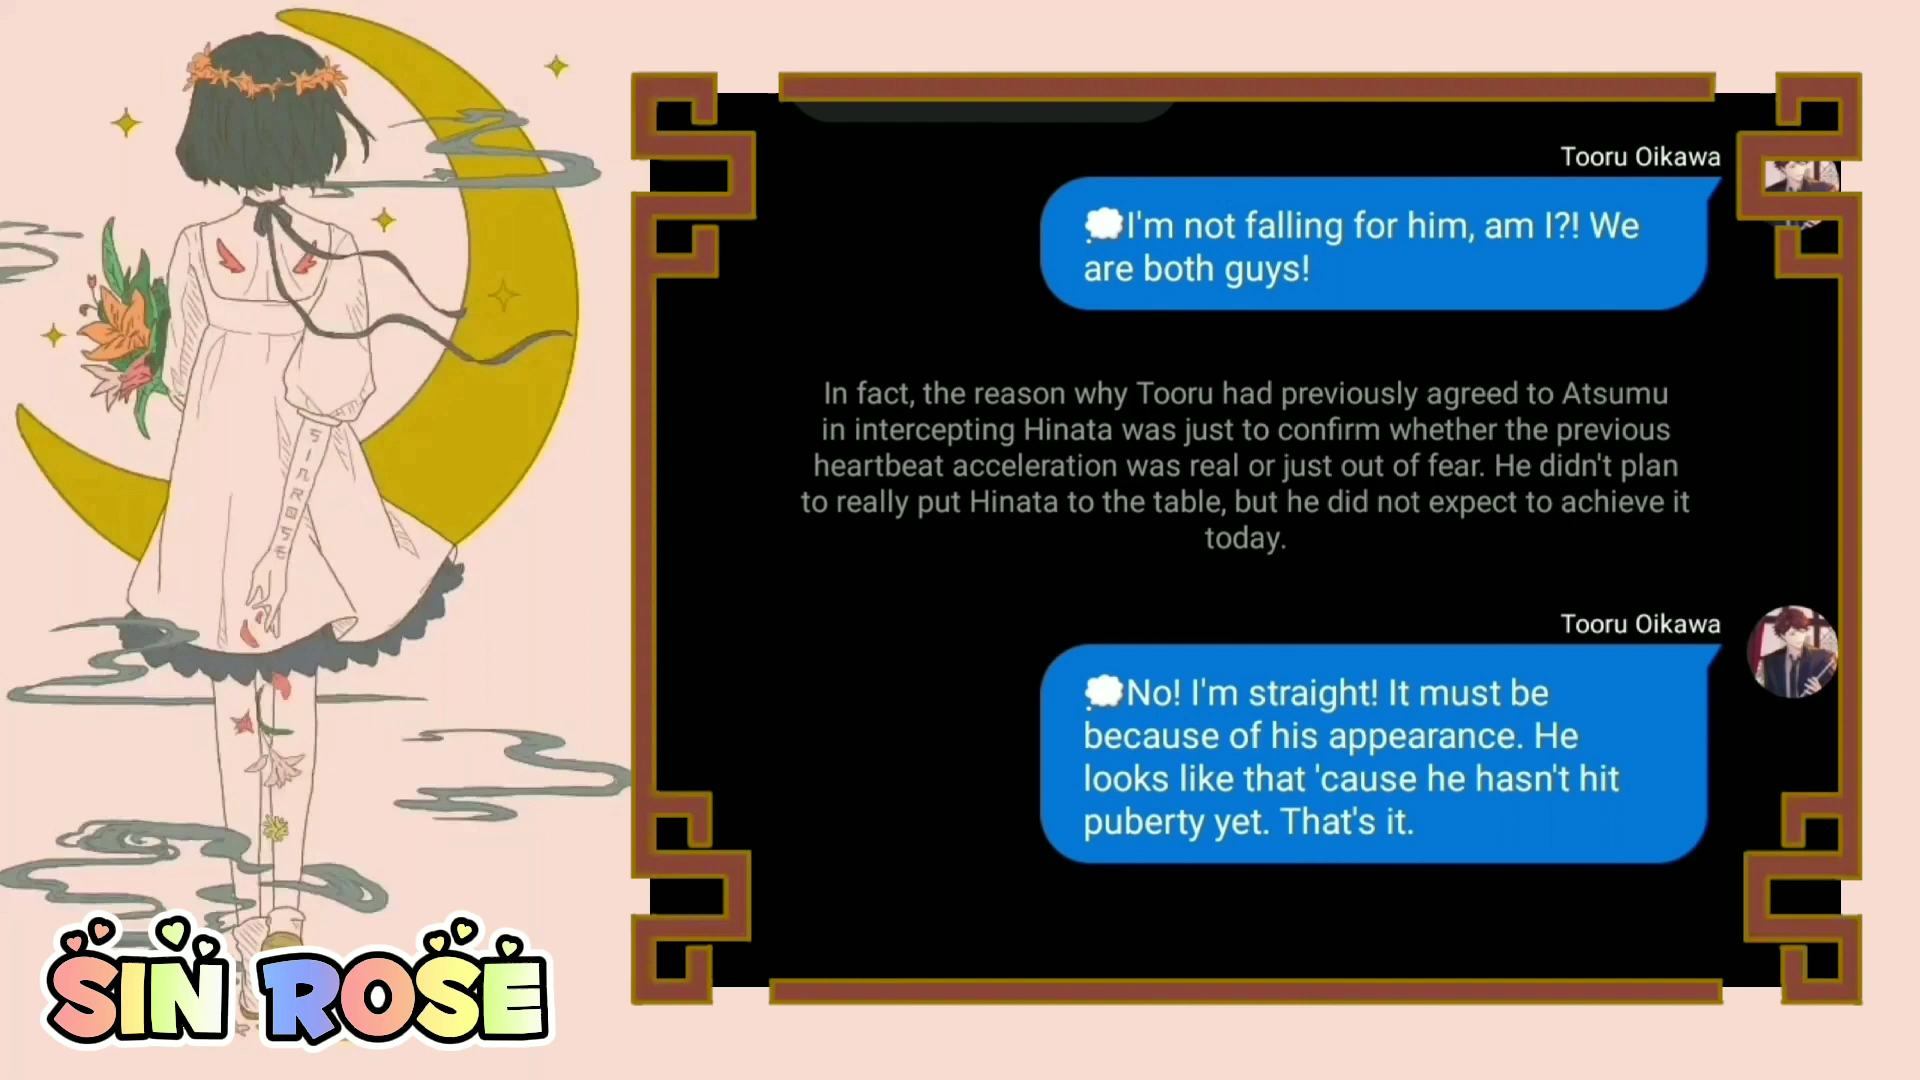 SINROSE
SIN ROSE
Tooru Oikawa
I'm not falling for him, am I?! We
are both guys!
In fact, the reason why Tooru had previously agreed to Atsumu
in intercepting Hinata was just to confirm whether the previous
heartbeat acceleration was real or just out of fear. He didn't plan
to really put Hinata to the table, but he did not expect to achieve it
today.
Tooru Oikawa
No! I'm straight! It must be
because of his appearance. He
looks like that 'cause he hasn't hit
puberty yet. That's it.